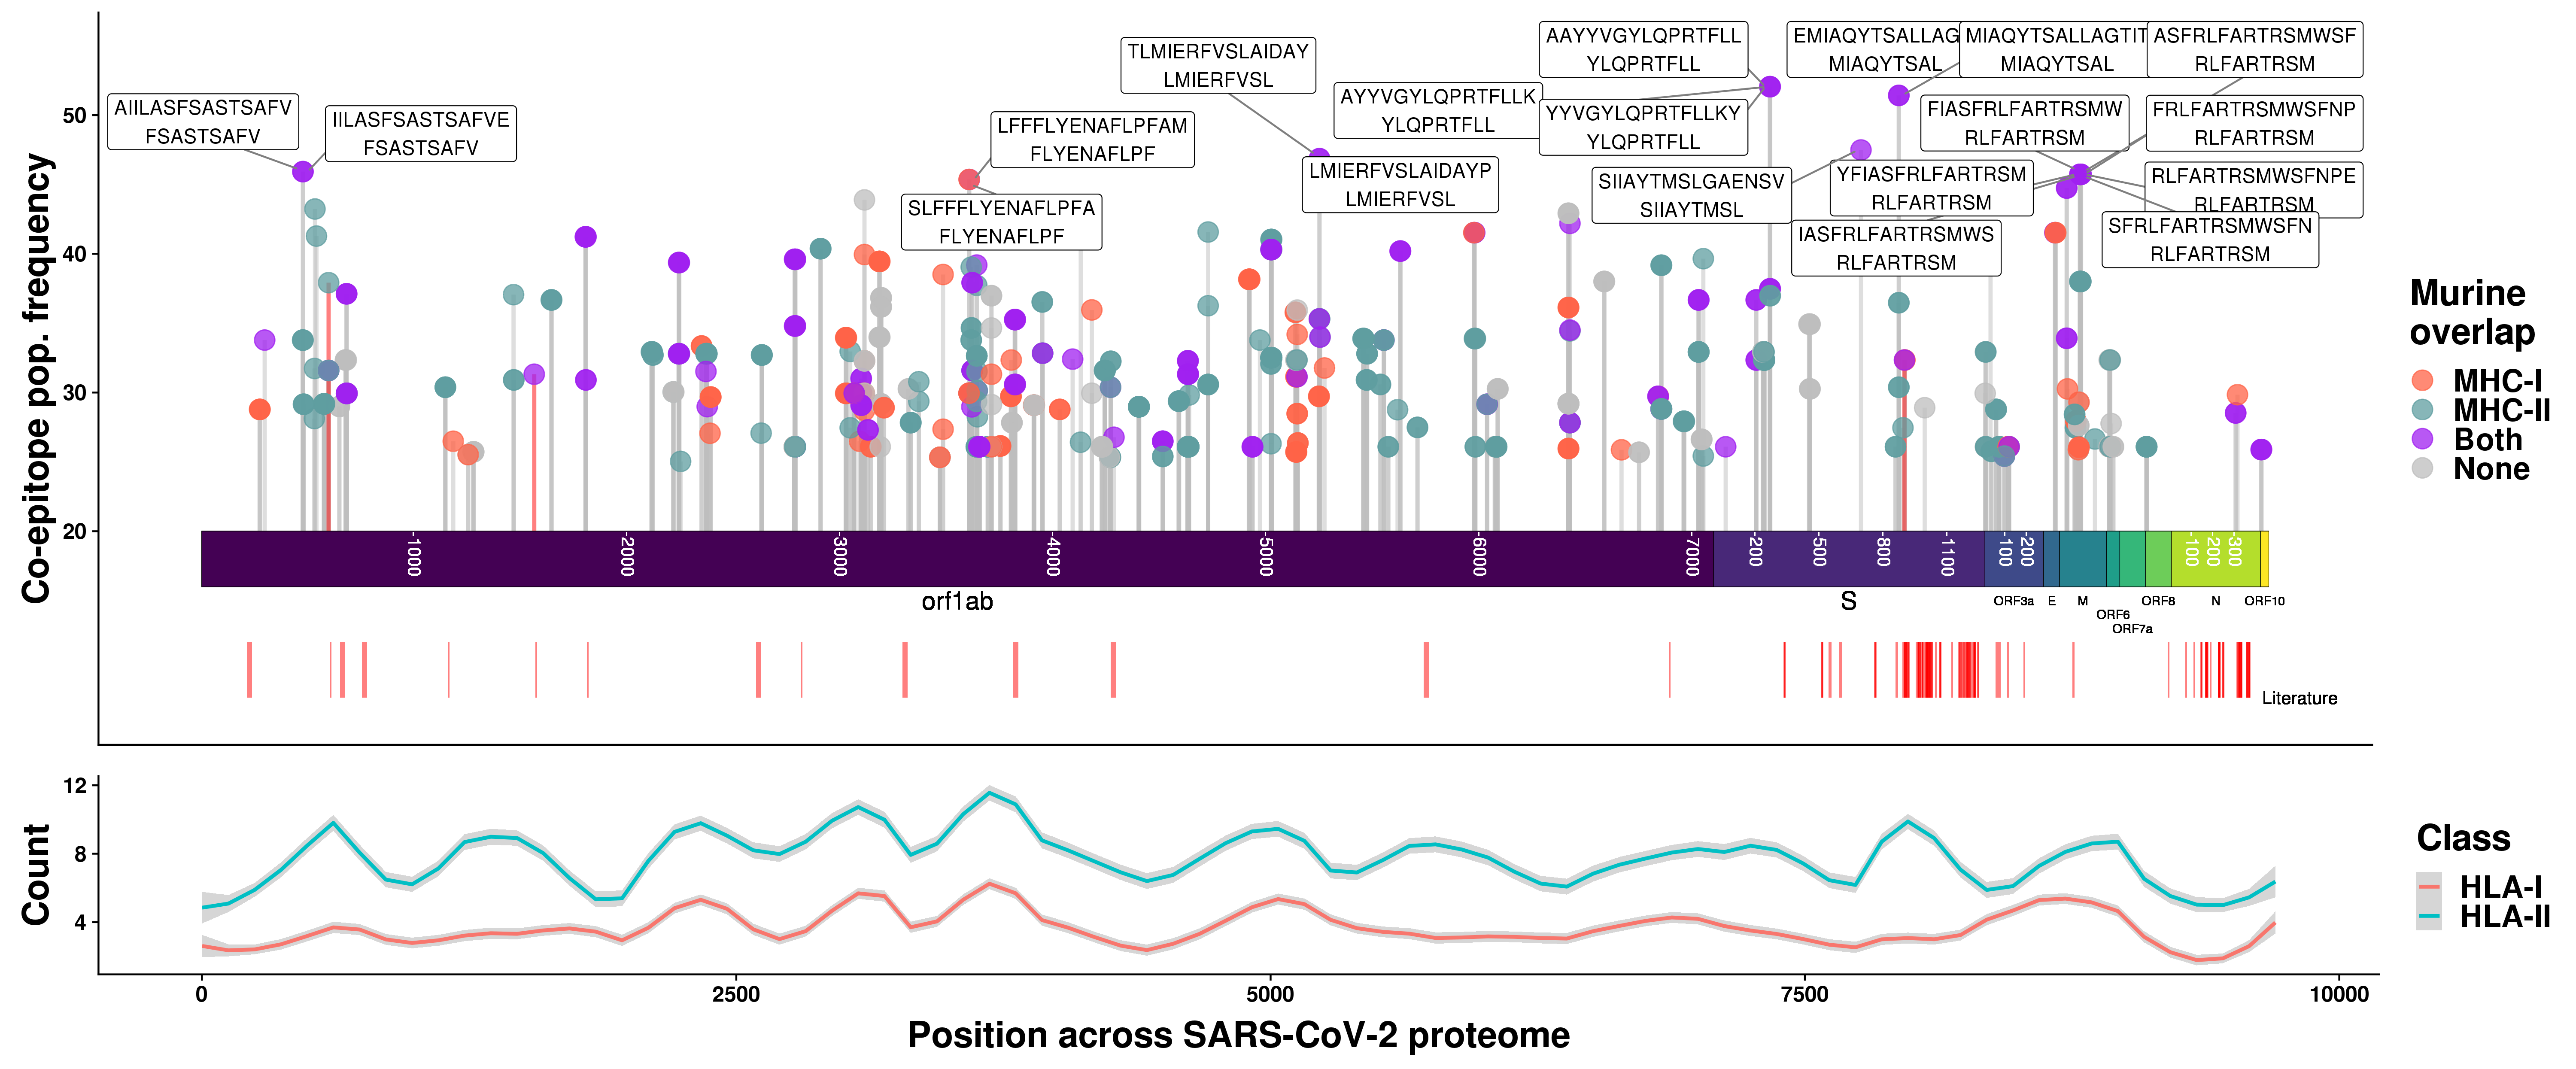 TLMIERFVSLAIDAY
LMIERFVSL
AAYYVGYLQPRTFLL
YLQPRTFLL
EMIAQYTSALLAG
MIAQYTSAL
MIAQYTSALLAGTIT
MIAQYTSAL
ASFRLFARTRSMWSF
RLFARTRSM
AIILASFSASTSAFV
FSASTSAFV
IILASFSASTSAFVE
FSASTSAFV
LFFFLYENAFLPFAM
FLYENAFLPF
AYYVGYLQPRTFLLK
YLQPRTFLL
YYVGYLQPRTFLLKY
YLQPRTFLL
FIASFRLFARTRSMW
RLFARTRSM
FRLFARTRSMWSFNP
RLFARTRSM
SLFFFLYENAFLPFA
FLYENAFLPF
LMIERFVSLAIDAYP
LMIERFVSL
SIIAYTMSLGAENSV
SIIAYTMSL
YFIASFRLFARTRSM
RLFARTRSM
RLFARTRSMWSFNPE
RLFARTRSM
IASFRLFARTRSMWS
RLFARTRSM
SFRLFARTRSMWSFN
RLFARTRSM
Co-epitope pop. frequency
50
40
30
20
Murine
overlap
MHC-I
MHC-II
Both
None
1000
2000
3000
4000
5000
6000
7000
200
500
800
1100
100
200
100
200
300
orf1ab
S
ORF3a
E
M
ORF6
ORF7a
ORF8
N
ORF10
Literature
Count
12
8
4
Class
HLA-I
HLA-II
0
2500
5000
7500
10000
Position across SARS-CoV-2 proteome